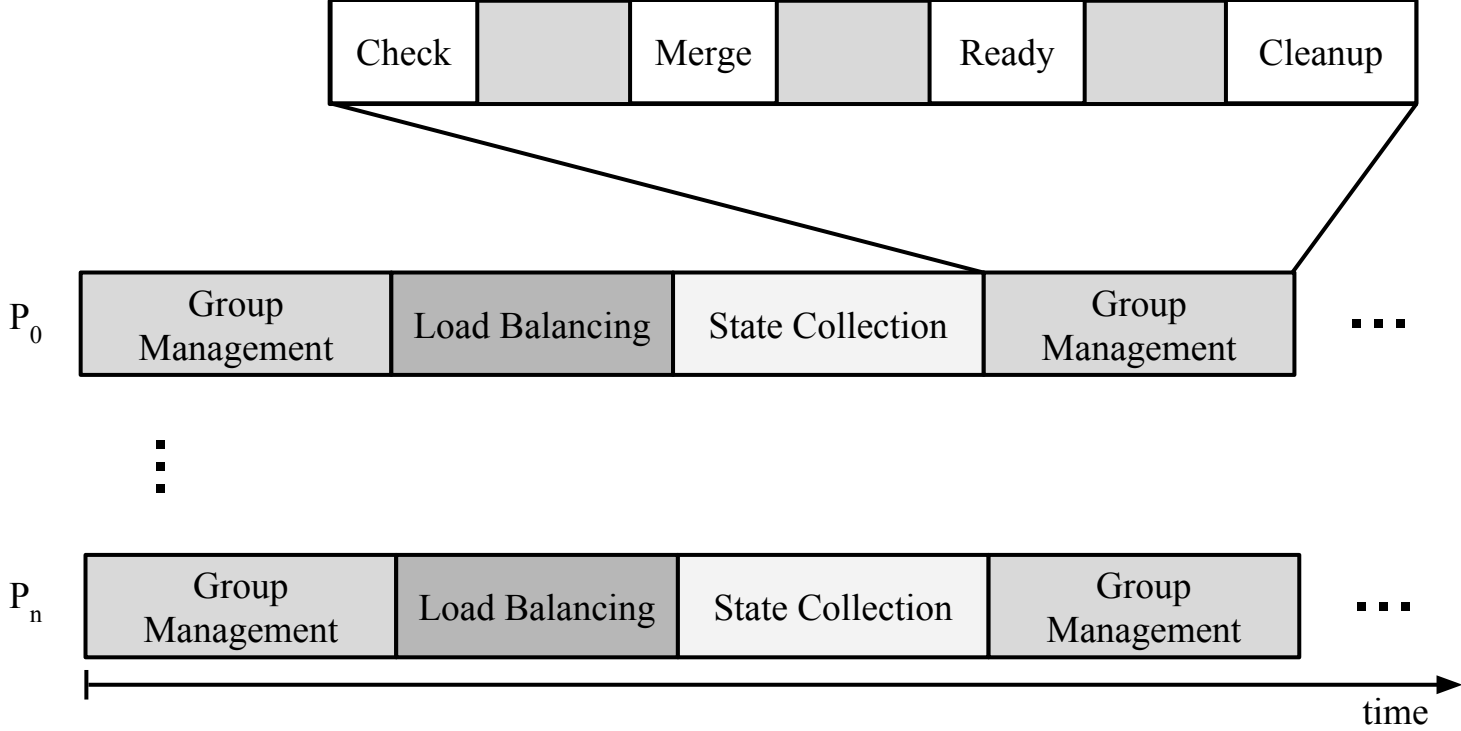 Check Merge Ready Cleanup
P0 Group Management Load Balancing State Collection Group Management ...
Pn Group Management Load Balancing State Collection Group Management ...
time